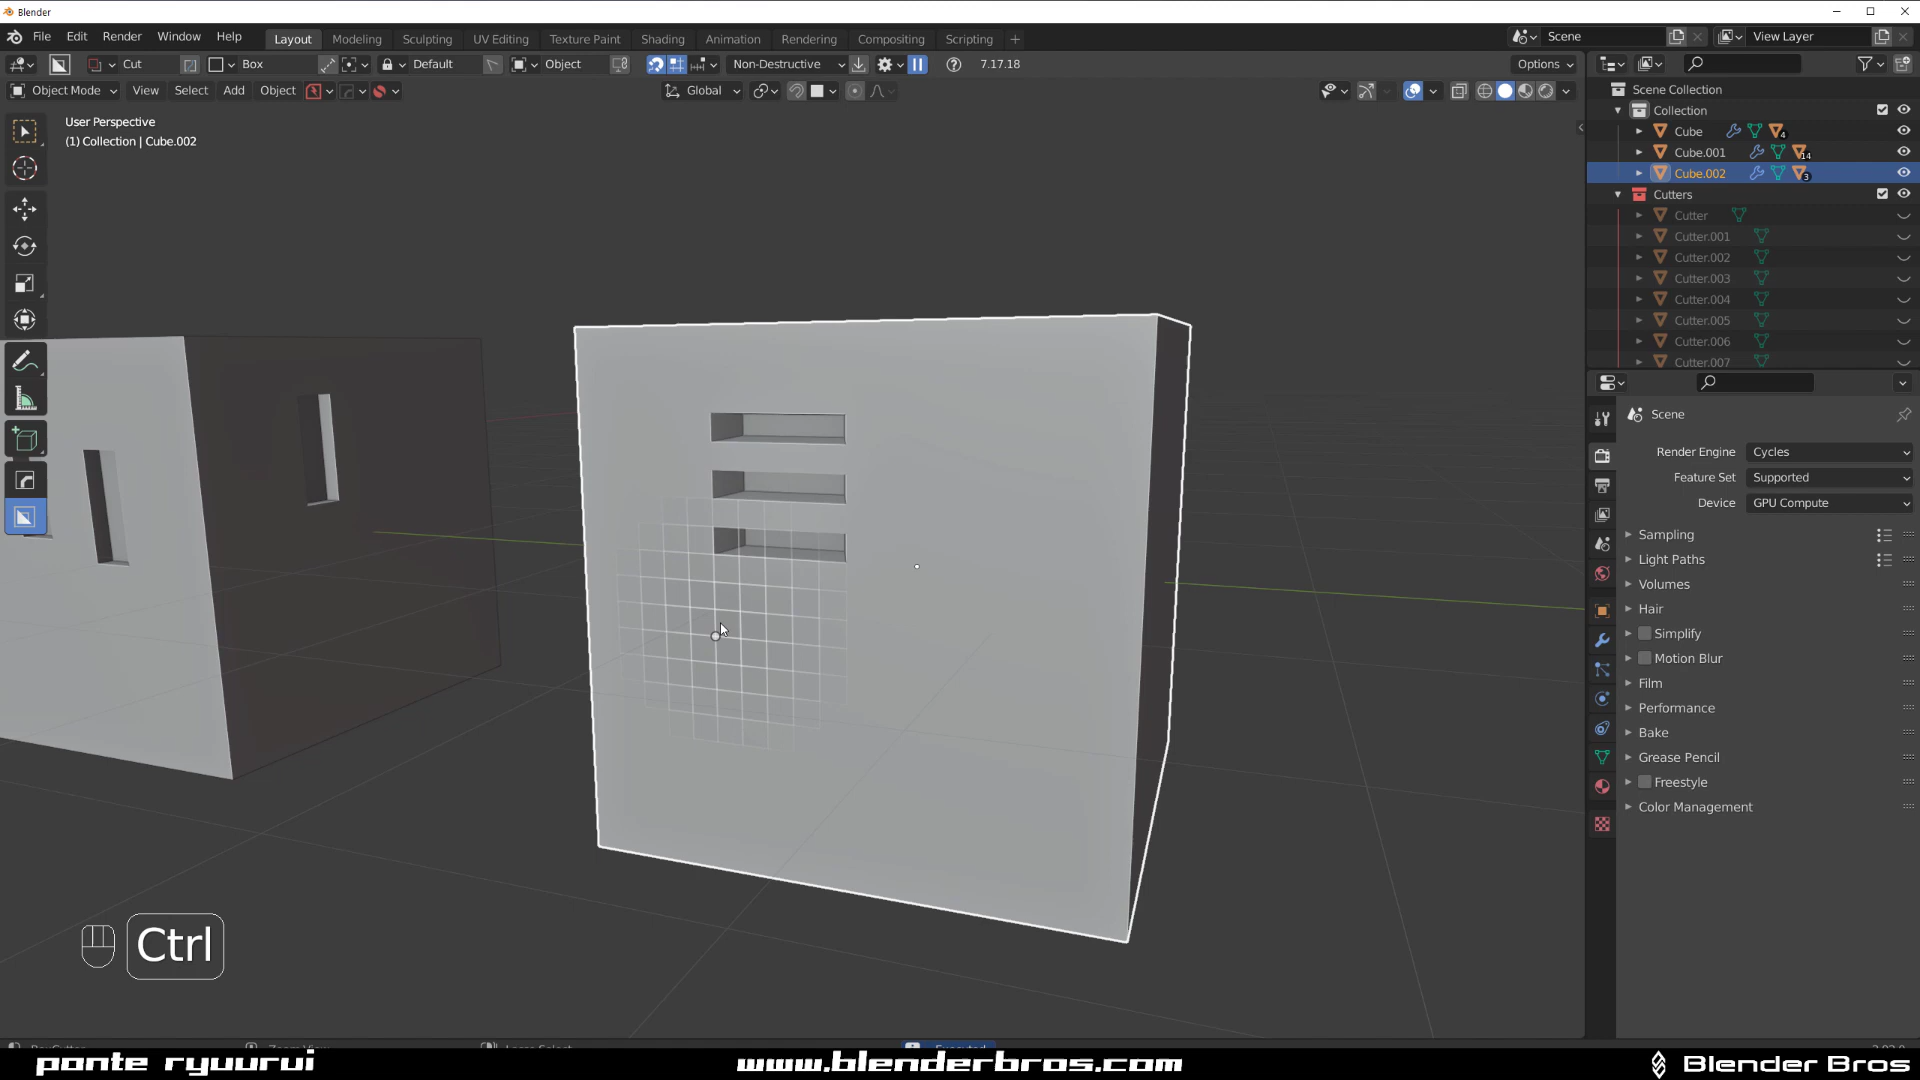 Blender
File Edit Render Window Help
Layout Modeling Sculpting UV Editing Texture Paint Shading Animation Rendering Compositing Scripting
Scene View Layer
Cut Box Default Object Non-Destructive 7.17.18 Options
Object Mode View Select Add Object Global
User Perspective
(1) Collection | Cube.002
Scene Collection
Collection
Cube 4
Cube.001 14
Cube.002 3
Cutters
Cutter
Cutter.001
Cutter.002
Cutter.003
Cutter.004
Cutter.005
Cutter.006
Cutter.007
Scene
Render Engine Cycles
Feature Set Supported
Device GPU Compute
Sampling
Light Paths
Volumes
Hair
Simplify
Motion Blur
Film
Performance
Bake
Grease Pencil
Freestyle
Color Management
Ctrl
ponte ryuurui www.blenderbros.com Blender Bros